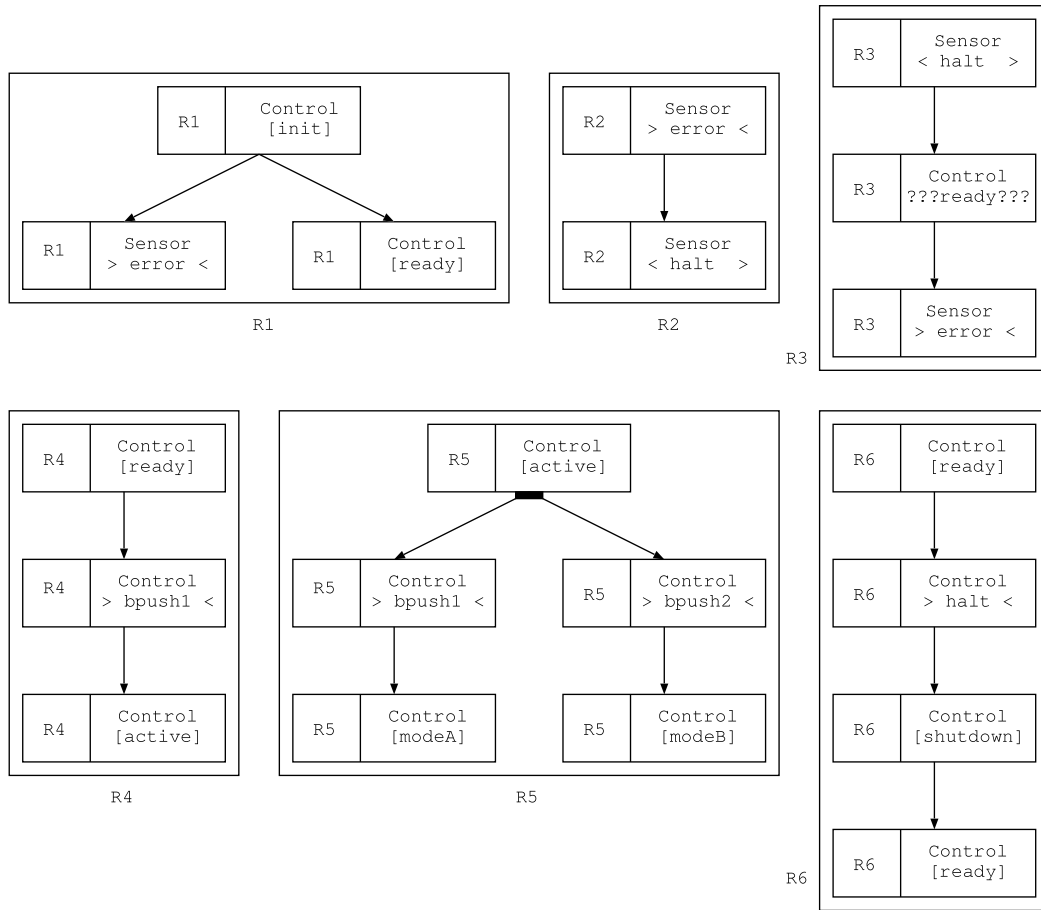 R1
Control
[init]
R1
Sensor
> error <
R1
Control
[ready]
R1
R2
Sensor
> error <
R2
Sensor
< halt  >
R2
R3
Sensor
< halt  >
R3
Control
???ready???
R3
Sensor
> error <
R3
R4
Control
[ready]
R4
Control
> bpush1 <
R4
Control
[active]
R4
R5
Control
[active]
R5
Control
> bpush1 <
R5
Control
> bpush2 <
R5
Control
[modeA]
R5
Control
[modeB]
R5
R6
Control
[ready]
R6
Control
> halt <
R6
Control
[shutdown]
R6
Control
[ready]
R6